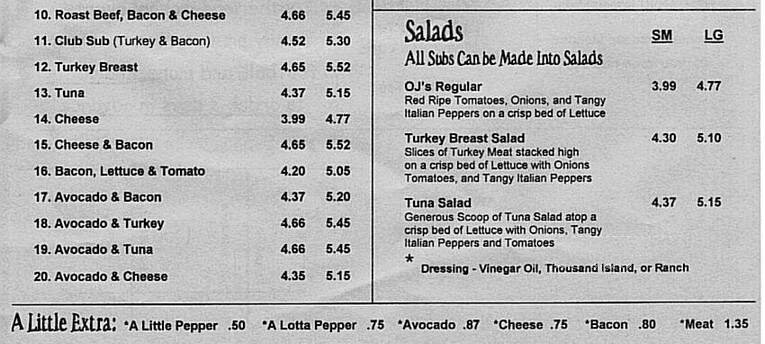 10. Roast Beef, Bacon & Cheese 4.66 5.45
11. Club Sub (Turkey & Bacon) 4.52 5.30
12. Turkey Breast 4.65 5.52
13. Tuna 4.37 5.15
14. Cheese 3.99 4.77
15. Cheese & Bacon 4.65 5.52
16. Bacon, Lettuce & Tomato 4.20 5.05
17. Avocado & Bacon 4.37 5.20
18. Avocado & Turkey 4.66 5.45
19. Avocado & Tuna 4.66 5.45
20. Avocado & Cheese 4.35 5.15
Salads SM LG
All Subs Can be Made Into Salads
OJ's Regular 3.99 4.77
Red Ripe Tomatoes, Onions, and Tangy
Italian Peppers on a crisp bed of Lettuce
Turkey Breast Salad 4.30 5.10
Slices of Turkey Meat stacked high
on a crisp bed of Lettuce with Onions
Tomatoes, and Tangy Italian Peppers
Tuna Salad 4.37 5.15
Generous Scoop of Tuna Salad atop a
crisp bed of Lettuce with Onions, Tangy
Italian Peppers and Tomatoes
* Dressing - Vinegar Oil, Thousand Island, or Ranch
A Little Extra: *A Little Pepper .50 *A Lotta Pepper .75 *Avocado .87 *Cheese .75 *Bacon .80 *Meat 1.35